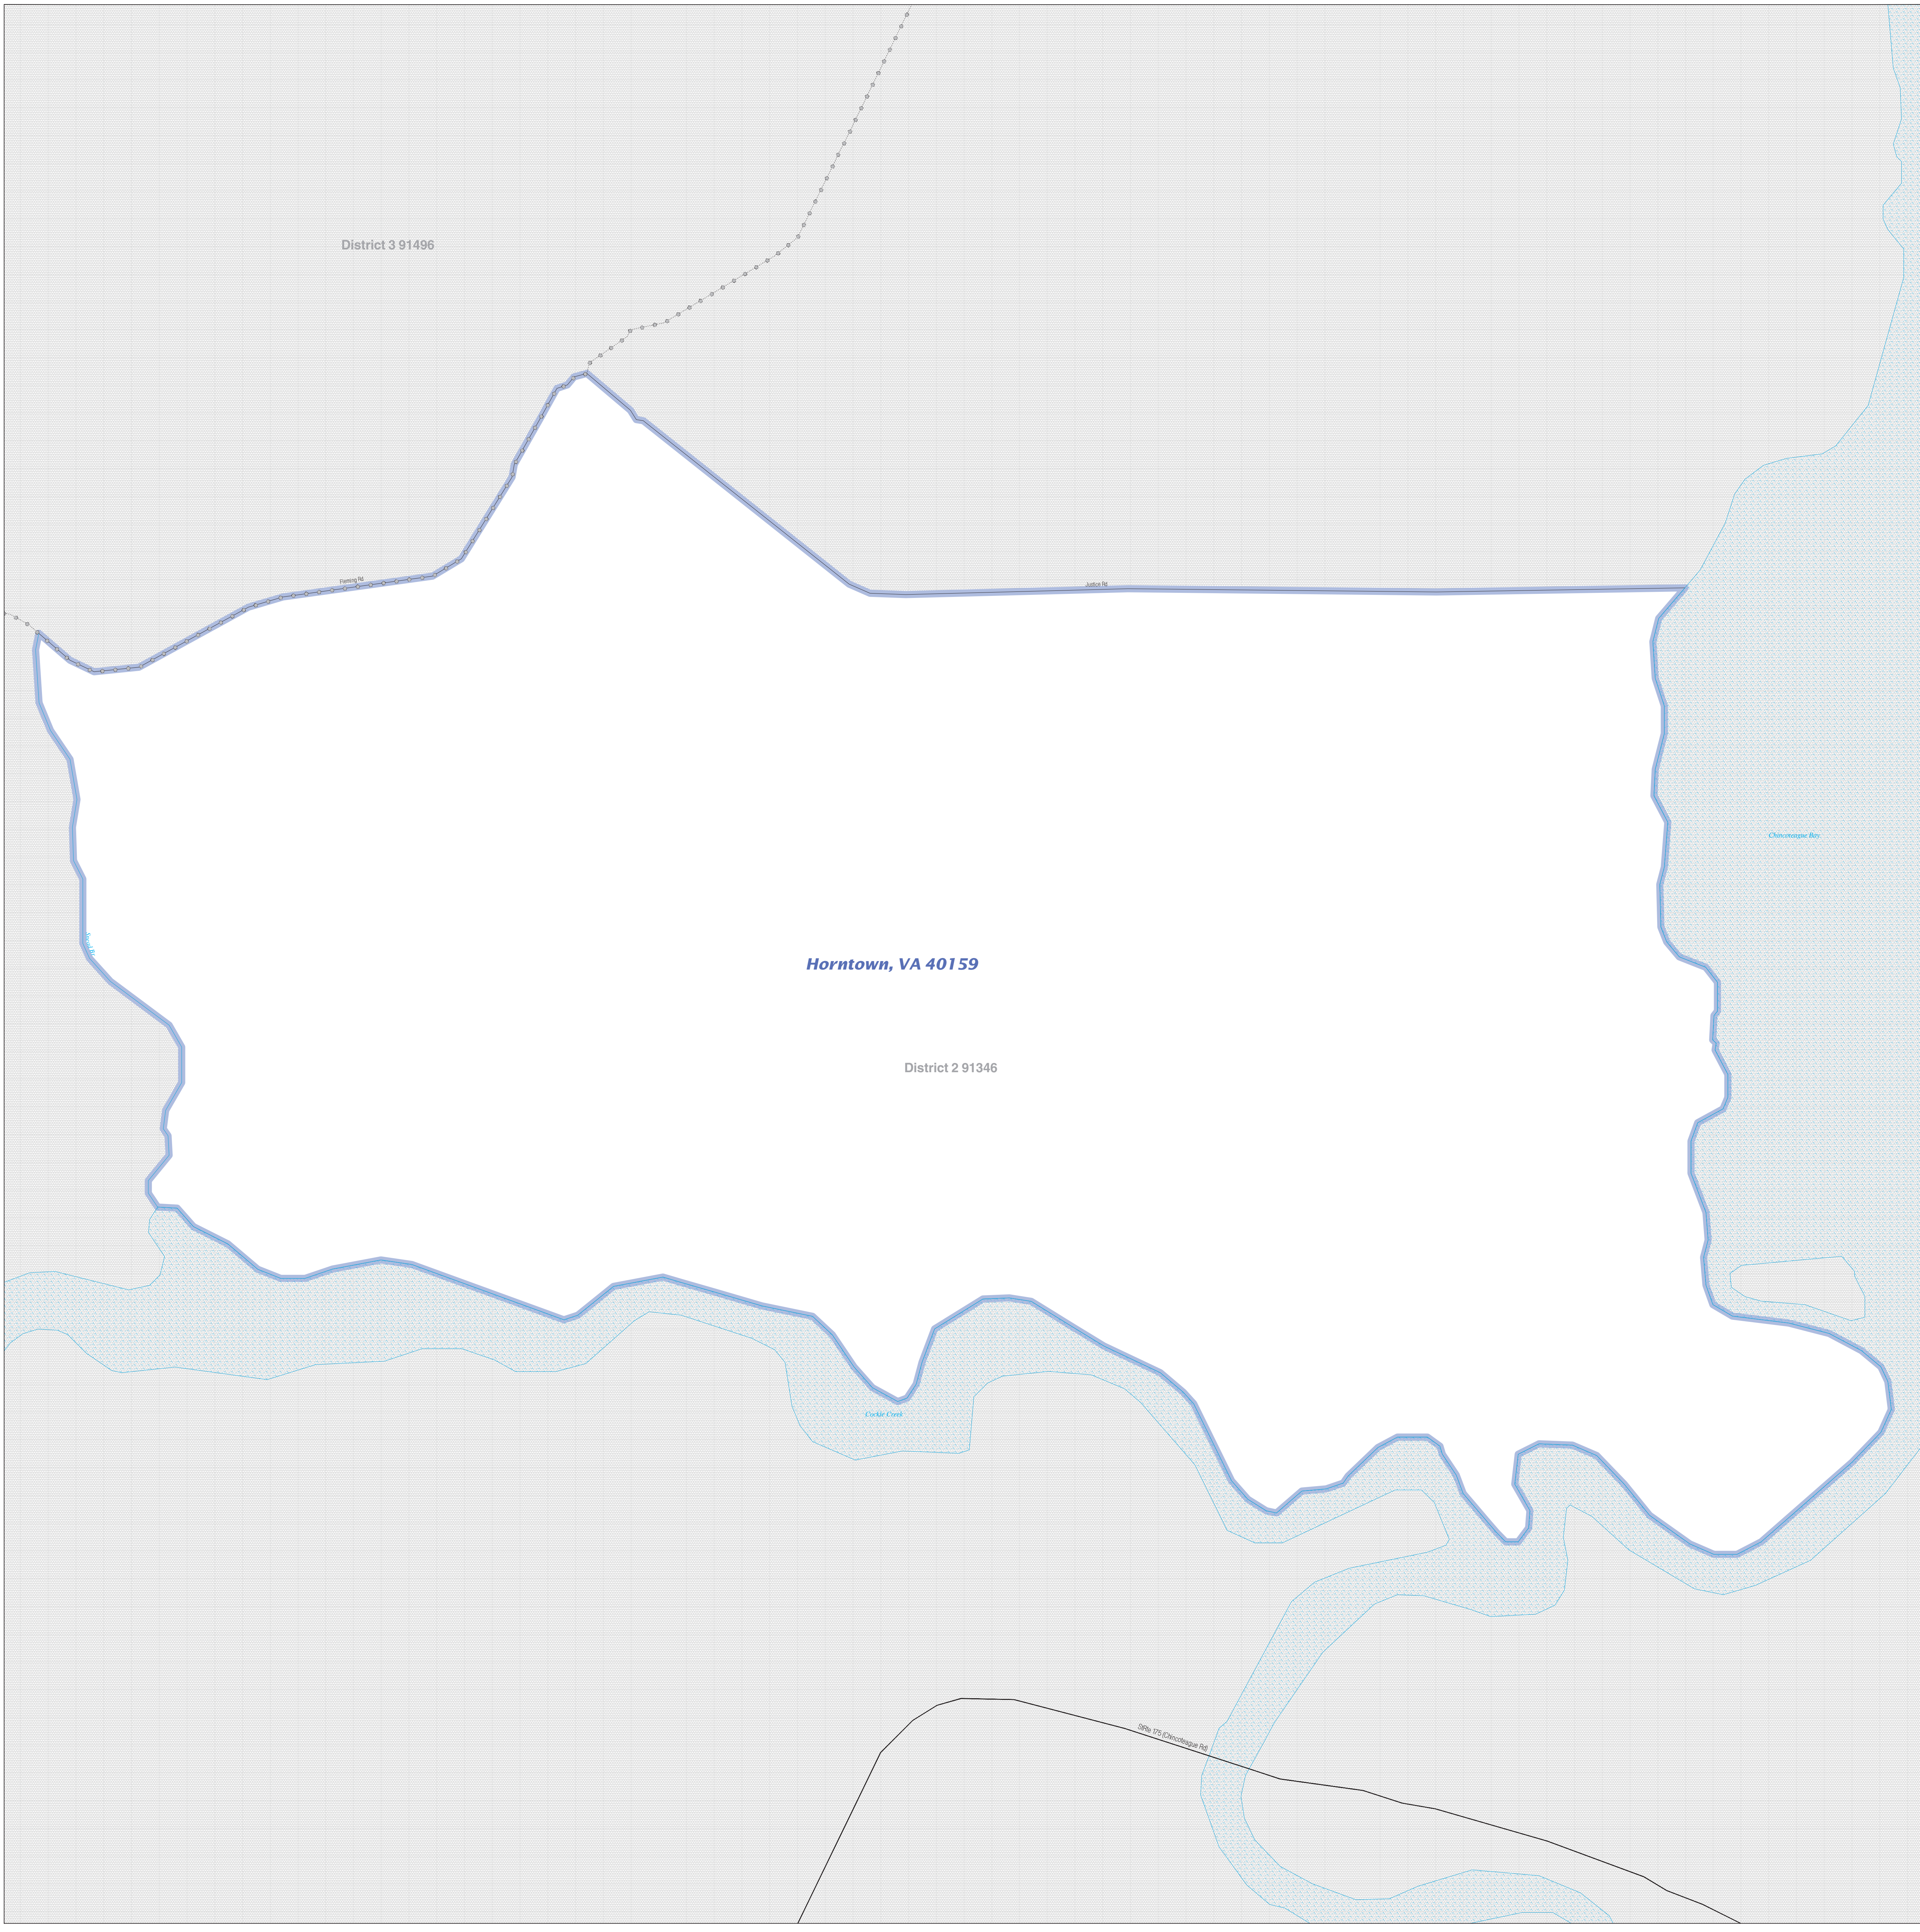 District 3 91496
Fleming Rd
Justice Rd
Chincoteague Bay
Horntown, VA 40159
District 2 91346
Cockle Creek
StRte 175 (Chincoteague Rd)